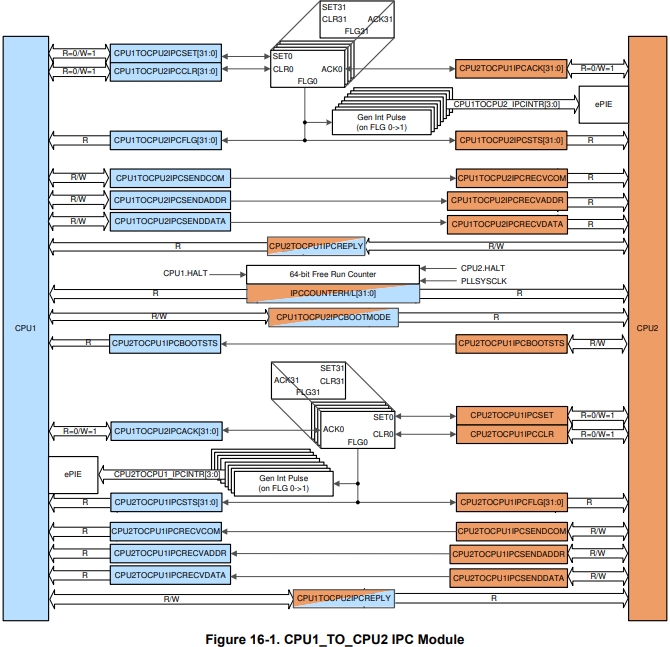 SET31
CLR31 ACK31
FLG31
R=0/W=1 CPU1TOCPU2IPCSET[31:0] SET0
R=0/W=1 CPU1TOCPU2IPCCLR[31:0] CLR0 ACK0 CPU2TOCPU1IPCACK[31:0] R=0/W=1
FLG0
CPU1TOCPU2_IPCINTR[3:0] ePIE
Gen Int Pulse
(on FLG 0->1)
R CPU1TOCPU2IPCFLG[31:0] CPU1TOCPU2IPCSTS[31:0] R
R/W CPU1TOCPU2IPCSENDCOM CPU1TOCPU2IPCRECVCOM R
R/W CPU1TOCPU2IPCSENDADDR CPU1TOCPU2IPCRECVADDR R
R/W CPU1TOCPU2IPCSENDDATA CPU1TOCPU2IPCRECVDATA R
R CPU2TOCPU1IPCREPLY R/W
CPU1.HALT 64-bit Free Run Counter CPU2.HALT
PLLSYSCLK
R IPCCOUNTERH/L[31:0] R
R/W CPU1TOCPU2IPCBOOTMODE R
CPU1 CPU2
R CPU2TOCPU1IPCBOOTSTS CPU2TOCPU1IPCBOOTSTS R/W
SET31
ACK31 CLR31
FLG31
SET0 CPU2TOCPU1IPCSET R=0/W=1
R=0/W=1 CPU1TOCPU2IPCACK[31:0] ACK0 CLR0 CPU2TOCPU1IPCCLR R=0/W=1
FLG0
ePIE CPU2TOCPU1_IPCINTR[3:0]
Gen Int Pulse
(on FLG 0->1)
R CPU2TOCPU1IPCSTS[31:0] CPU2TOCPU1IPCFLG[31:0] R
R CPU2TOCPU1IPCRECVCOM CPU2TOCPU1IPCSENDCOM R/W
R CPU2TOCPU1IPCRECVADDR CPU2TOCPU1IPCSENDADDR R/W
R CPU2TOCPU1IPCRECVDATA CPU2TOCPU1IPCSENDDATA R/W
R/W CPU1TOCPU2IPCREPLY R
Figure 16-1. CPU1_TO_CPU2 IPC Module